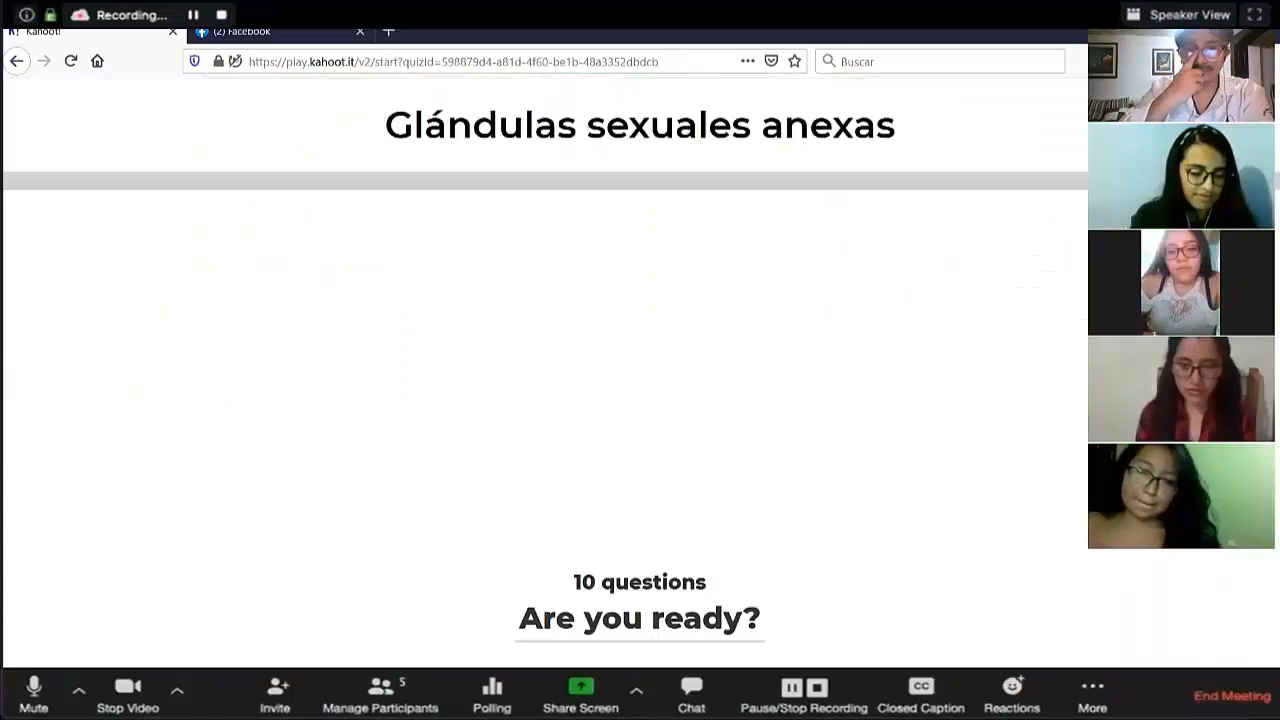 Recording...
Speaker View
Kahoot!
(2) Facebook
https://play.kahoot.it/v2/start?quizId=598879d4-a81d-4f60-be1b-48a3352dbdcb
Buscar
Glándulas sexuales anexas
10 questions
Are you ready?
5
CC
Mute
Stop Video
Invite
Manage Participants
Polling
Share Screen
Chat
Pause/Stop Recording
Closed Caption
Reactions
More
End Meeting